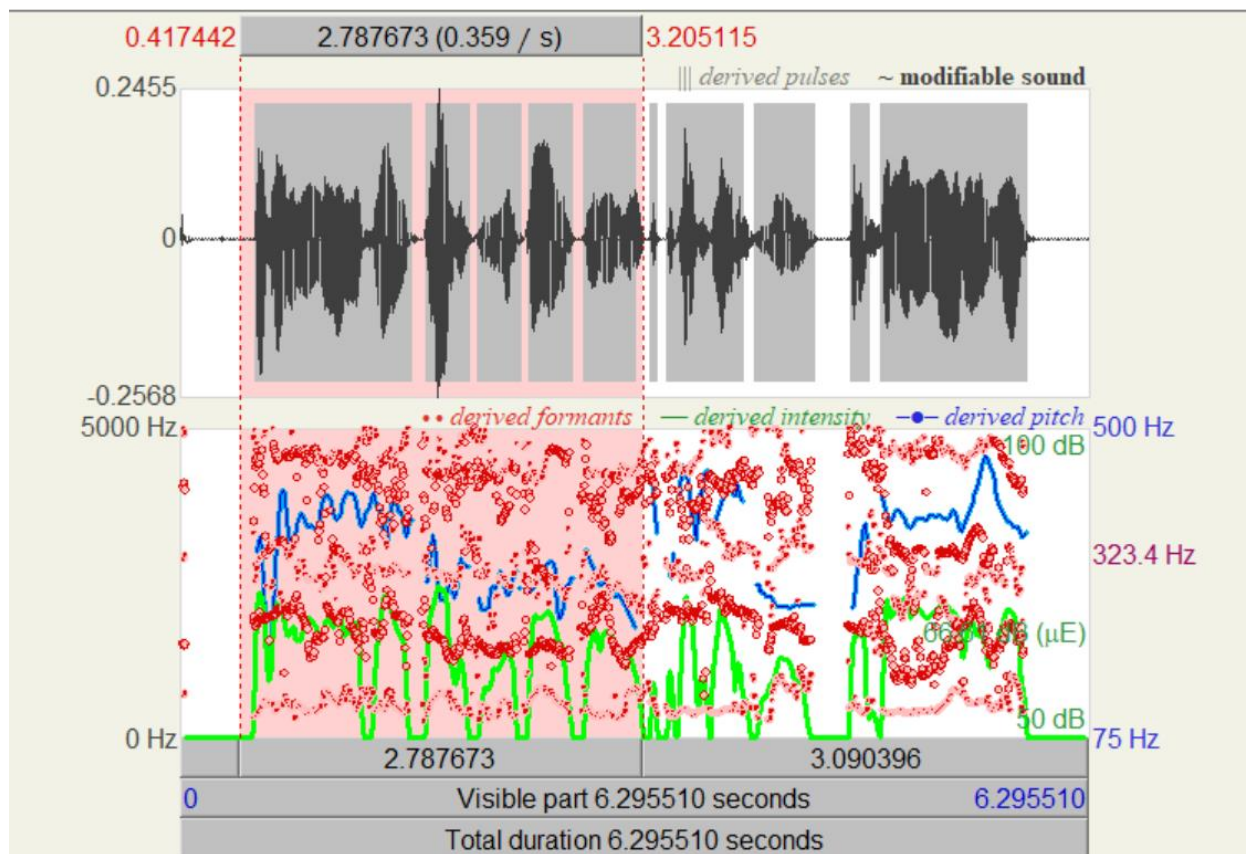 0.417442 2.787673 (0.359 / s) 3.205115
||| derived pulses ~ modifiable sound
0.2455
0
-0.2568
•• derived formants — derived intensity –●– derived pitch
5000 Hz 500 Hz
100 dB
323.4 Hz
dB (µE)
50 dB
0 Hz 75 Hz
2.787673 3.090396
0 Visible part 6.295510 seconds 6.295510
Total duration 6.295510 seconds